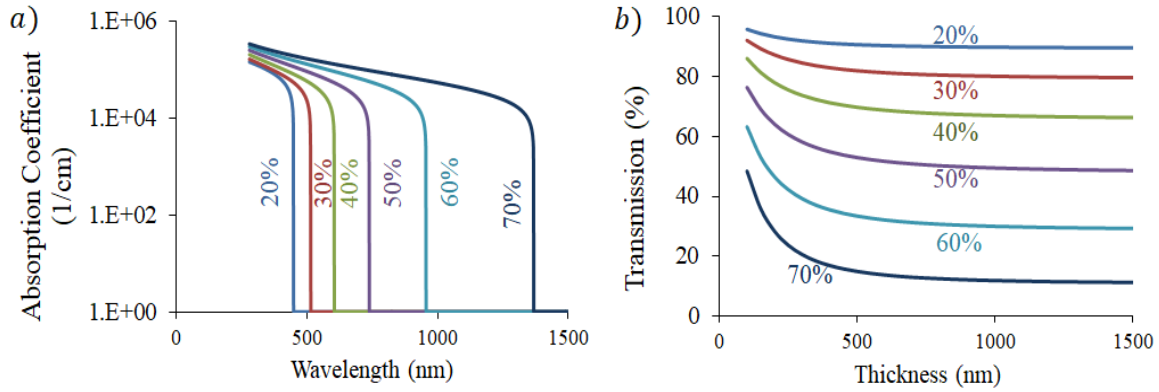 a)
Absorption Coefficient
(1/cm)
1.E+06
1.E+04
1.E+02
1.E+00
20%
30%
40%
50%
60%
70%
0
500
1000
1500
Wavelength (nm)
b)
Transmission (%)
100
80
60
40
20
0
20%
30%
40%
50%
60%
70%
0
500
1000
1500
Thickness (nm)